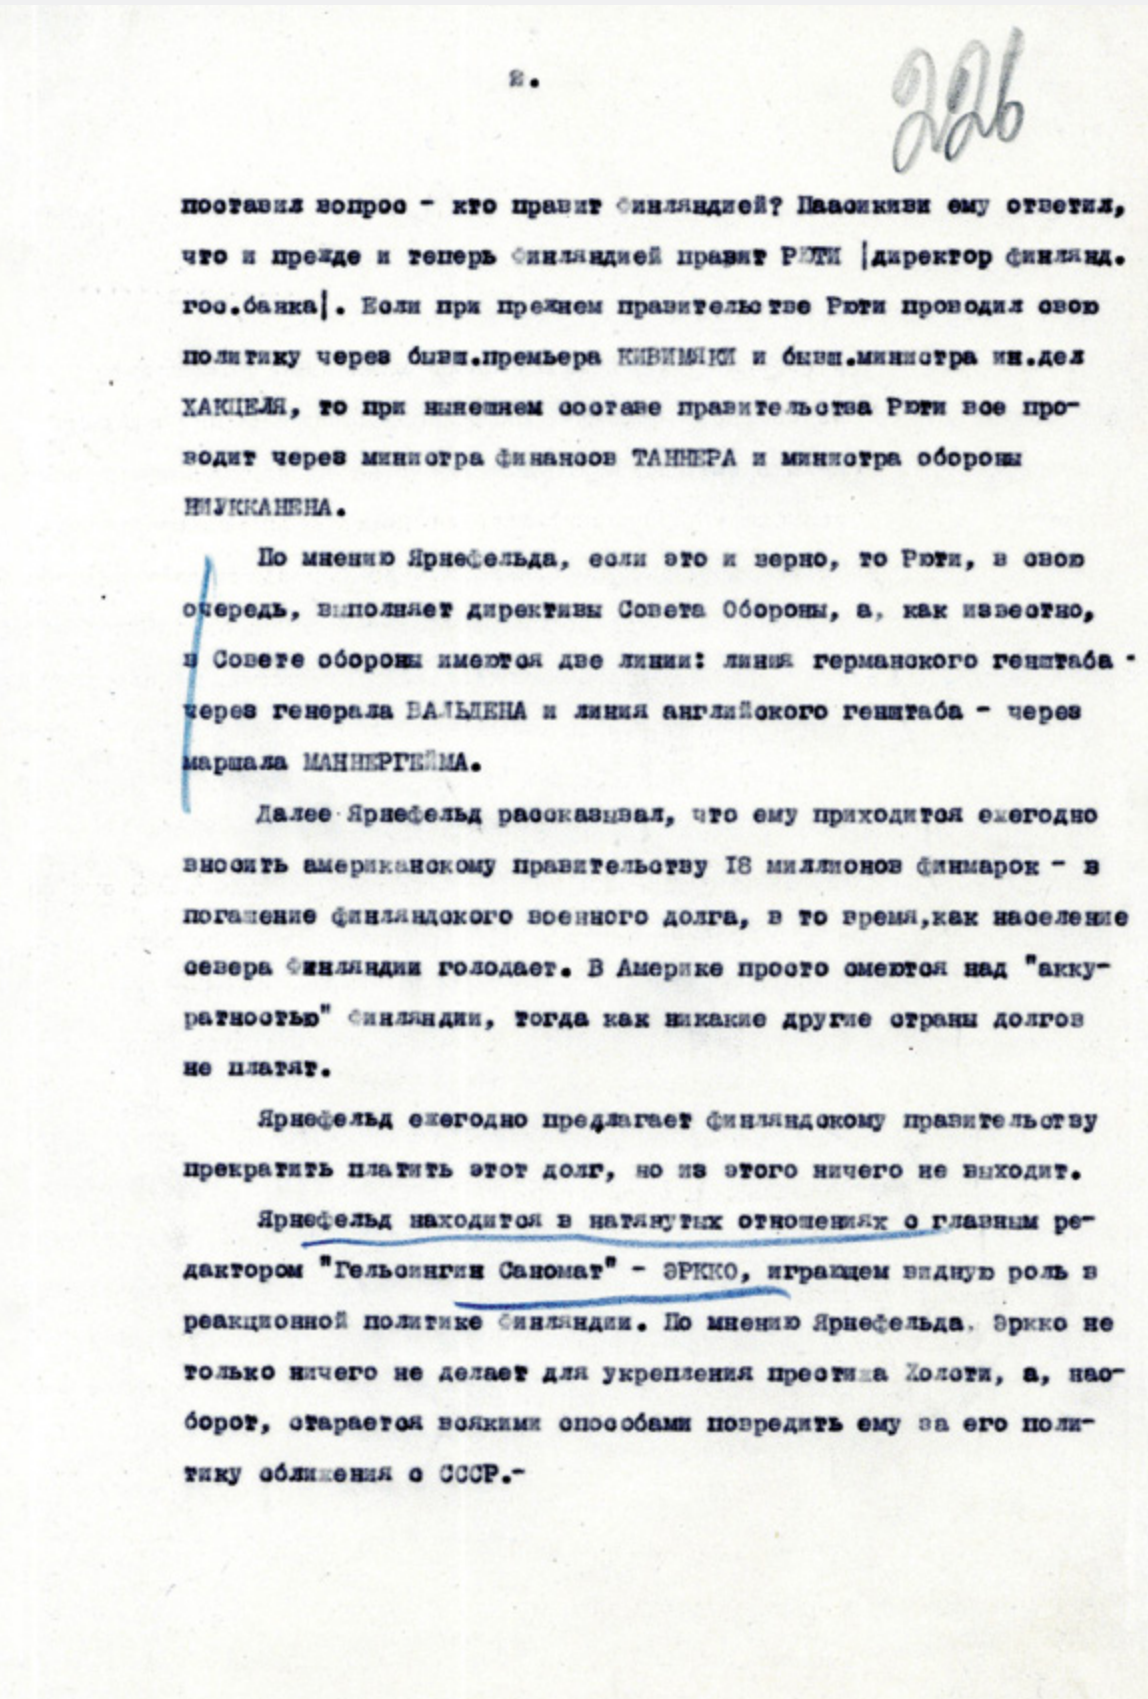 2.
226
поставил вопрос - кто правит Финляндией? Паасикиви ему ответил,
что и прежде и теперь Финляндией правит РЮТИ |директор финлянд.
гос.банка|. Если при прежнем правительстве Рюти проводил свою
политику через бывш.премьера КИВИМЯКИ и бывш.министра ин.дел
ХАКЦЕЛЯ, то при нынешнем составе правительства Рюти все про-
водит через министра финансов ТАННЕРА и министра обороны
НИУККАНЕНА.
По мнению Ярнефельда, если это и верно, то Рюти, в свою
очередь, выполняет директивы Совета Обороны, а, как известно,
в Совете обороны имеются две линии: линия германского генштаба -
через генерала ВАЛЬДЕНА и линия английского генштаба - через
маршала МАННЕРГЕЙМА.
Далее Ярнефельд рассказывал, что ему приходится ежегодно
вносить американскому правительству 18 миллионов финмарок - в
погашение финляндского военного долга, в то время,как население
севера Финляндии голодает. В Америке просто смеются над "акку-
ратностью" Финляндии, тогда как никакие другие страны долгов
не платят.
Ярнефельд ежегодно предлагает финляндскому правительству
прекратить платить этот долг, но из этого ничего не выходит.
Ярнефельд находится в натянутых отношениях с главным ре-
дактором "Гельсингин Саномат" - ЭРККО, играющем видную роль в
реакционной политике Финляндии. По мнению Ярнефельда, Эркко не
только ничего не делает для укрепления престижа Холсти, а, нао-
борот, старается всякими способами повредить ему за его поли-
тику сближения с СССР.-